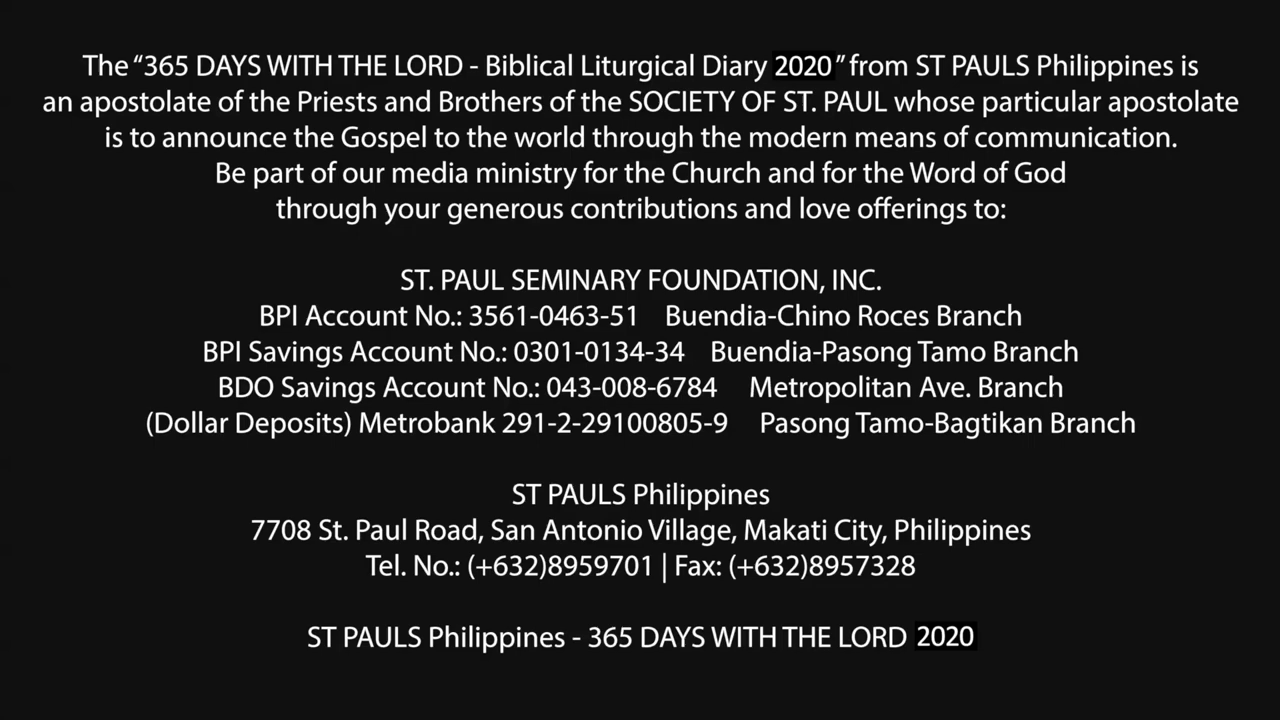 The “365 DAYS WITH THE LORD - Biblical Liturgical Diary 2020” from ST PAULS Philippines is
an apostolate of the Priests and Brothers of the SOCIETY OF ST. PAUL whose particular apostolate
is to announce the Gospel to the world through the modern means of communication.
Be part of our media ministry for the Church and for the Word of God
through your generous contributions and love offerings to:
ST. PAUL SEMINARY FOUNDATION, INC.
BPI Account No.: 3561-0463-51 Buendia-Chino Roces Branch
BPI Savings Account No.: 0301-0134-34 Buendia-Pasong Tamo Branch
BDO Savings Account No.: 043-008-6784 Metropolitan Ave. Branch
(Dollar Deposits) Metrobank 291-2-29100805-9 Pasong Tamo-Bagtikan Branch
ST PAULS Philippines
7708 St. Paul Road, San Antonio Village, Makati City, Philippines
Tel. No.: (+632)8959701 | Fax: (+632)8957328
ST PAULS Philippines - 365 DAYS WITH THE LORD 2020